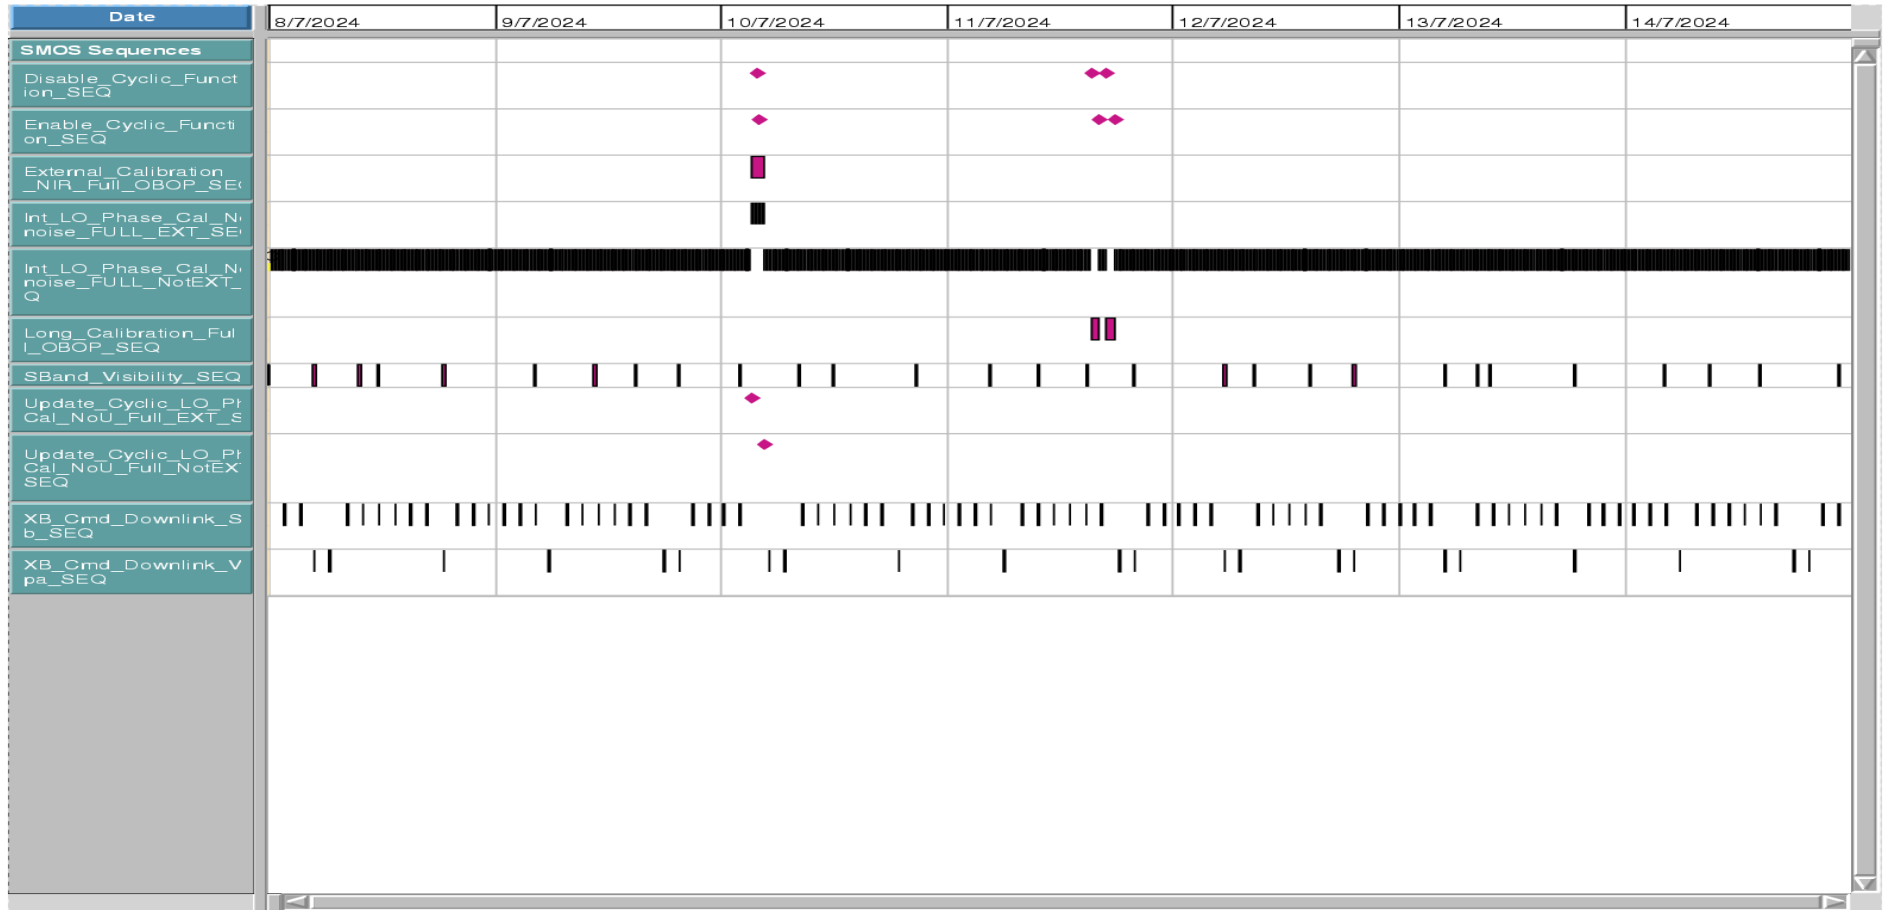 Date
8/7/2024
9/7/2024
10/7/2024
11/7/2024
12/7/2024
13/7/2024
14/7/2024
SMOS Sequences
Disable_Cyclic_Funct
ion_SEQ
Enable_Cyclic_Functi
on_SEQ
External_Calibration
_NIR_Full_OBOP_SE
Int_LO_Phase_Cal_N
noise_FULL_EXT_SE
Int_LO_Phase_Cal_N
noise_FULL_NotEXT_
Q
Long_Calibration_Ful
l_OBOP_SEQ
SBand_Visibility_SEQ
Update_Cyclic_LO_Ph
Cal_NoU_Full_EXT_S
Update_Cyclic_LO_Ph
Cal_NoU_Full_NotEX
SEQ
XB_Cmd_Downlink_S
b_SEQ
XB_Cmd_Downlink_V
pa_SEQ